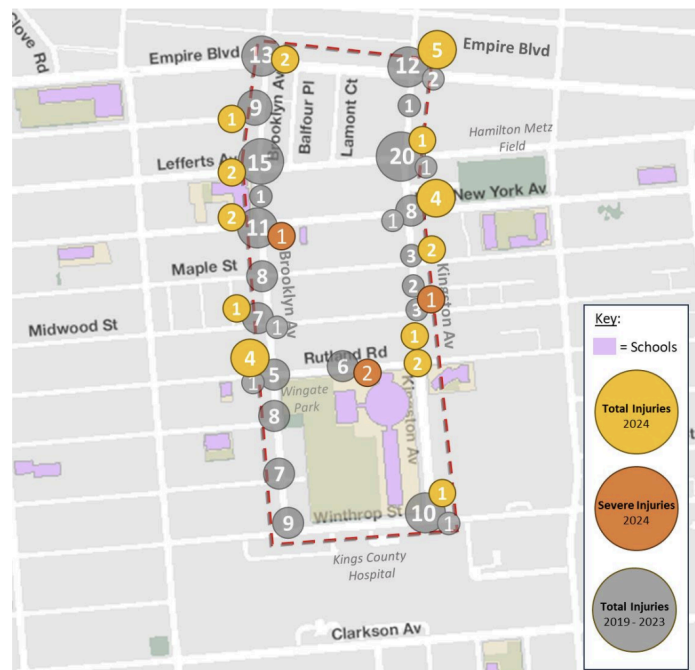 Clove Rd
Empire Blvd
13
2
5
Empire Blvd
12
2
Brooklyn Av
Balfour Pl
Lamont Ct
9
1
1
Hamilton Metz
Field
Lefferts Av
15
2
1
20
1
1
New York Av
4
2
11
1
8
1
2
3
Maple St
8
Brooklyn Av
2
1
3
Kingston Av
Midwood St
1
7
1
1
Rutland Rd
4
1
5
6
2
2
Wingate
Park
Kingston Av
8
7
9
Winthrop St
10
1
1
Kings County
Hospital
Clarkson Av
Key:
= Schools
Total Injuries
2024
Severe Injuries
2024
Total Injuries
2019 - 2023